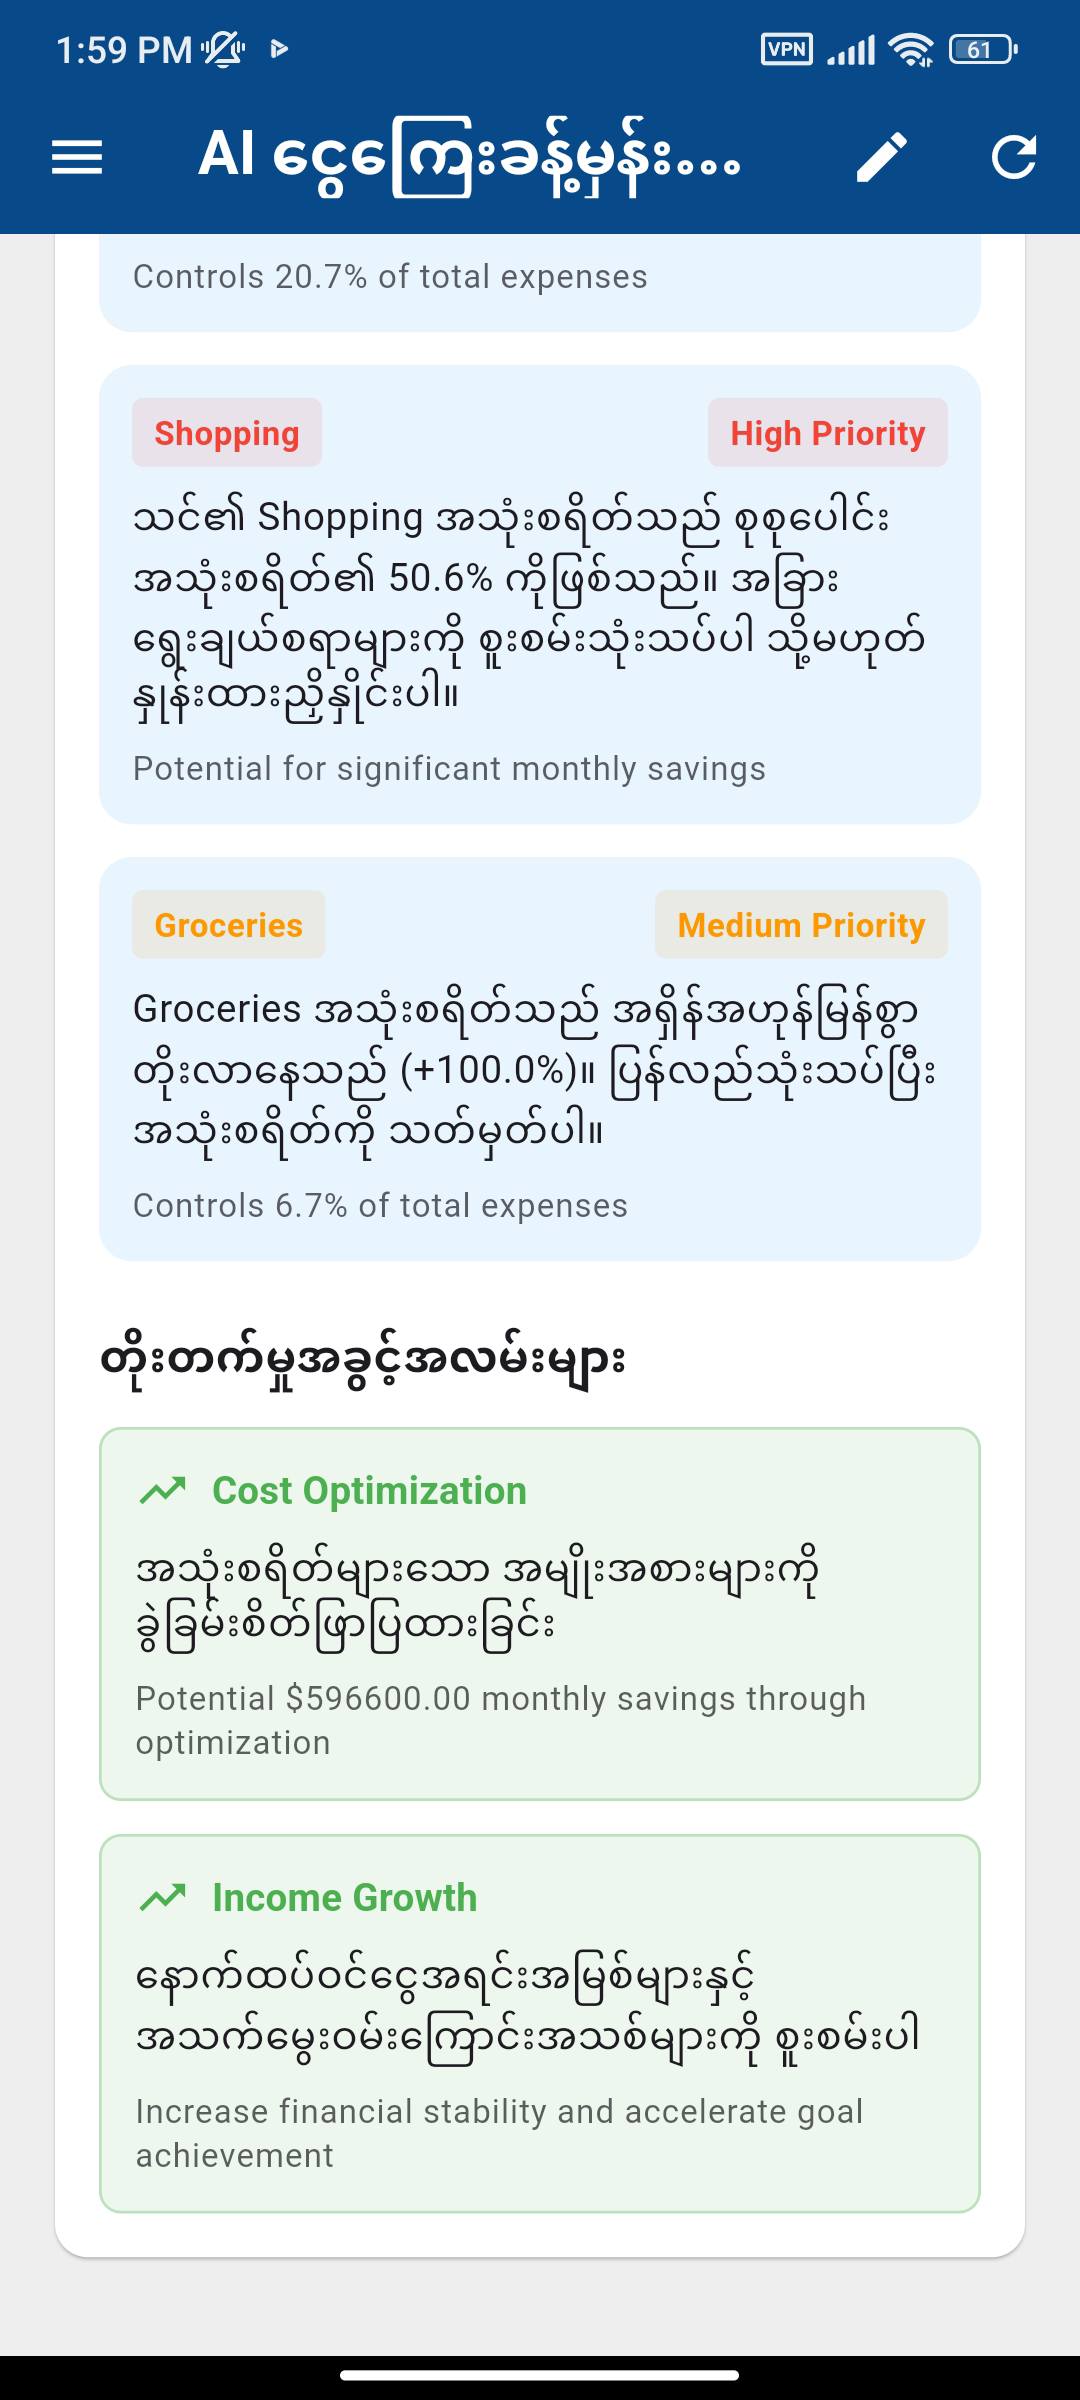 1:59 PM
VPN
61
AI ငွေကြေးခန့်မှန်း...
Controls 20.7% of total expenses
Shopping
High Priority
သင်၏ Shopping အသုံးစရိတ်သည် စုစုပေါင်း
အသုံးစရိတ်၏ 50.6% ကိုဖြစ်သည်။ အခြား
ရွေးချယ်စရာများကို စူးစမ်းသုံးသပ်ပါ သို့မဟုတ်
နှုန်းထားညှိနှိုင်းပါ။
Potential for significant monthly savings
Groceries
Medium Priority
Groceries အသုံးစရိတ်သည် အရှိန်အဟုန်မြန်စွာ
တိုးလာနေသည် (+100.0%)။ ပြန်လည်သုံးသပ်ပြီး
အသုံးစရိတ်ကို သတ်မှတ်ပါ။
Controls 6.7% of total expenses
တိုးတက်မှုအခွင့်အလမ်းများ
Cost Optimization
အသုံးစရိတ်များသော အမျိုးအစားများကို
ခွဲခြမ်းစိတ်ဖြာပြထားခြင်း
Potential $596600.00 monthly savings through
optimization
Income Growth
နောက်ထပ်ဝင်ငွေအရင်းအမြစ်များနှင့်
အသက်မွေးဝမ်းကြောင်းအသစ်များကို စူးစမ်းပါ
Increase financial stability and accelerate goal
achievement